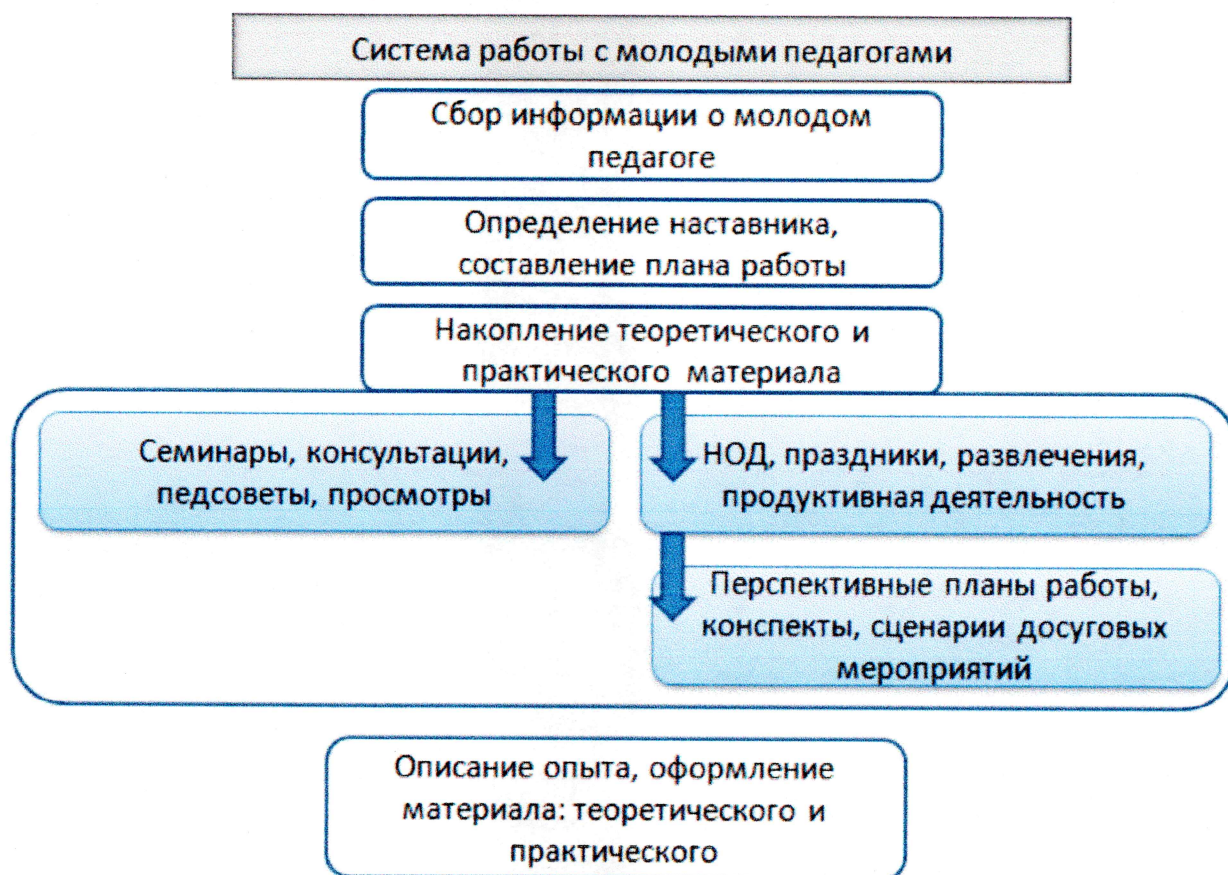 Система работы с молодыми педагогами
Сбор информации о молодом
педагоге
Определение наставника,
составление плана работы
Накопление теоретического и
практического материала
Семинары, консультации,
педсоветы, просмотры
НОД, праздники, развлечения,
продуктивная деятельность
Перспективные планы работы,
конспекты, сценарии досуговых
мероприятий
Описание опыта, оформление
материала: теоретического и
практического